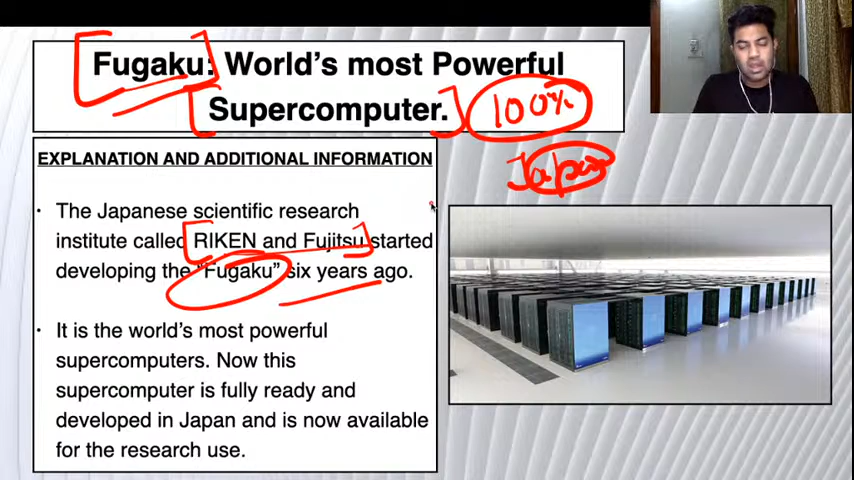 Fugaku: World's most Powerful
Supercomputer.
100%
Japan
EXPLANATION AND ADDITIONAL INFORMATION
• The Japanese scientific research
institute called RIKEN and Fujitsu started
developing the “Fugaku” six years ago.
• It is the world's most powerful
supercomputers. Now this
supercomputer is fully ready and
developed in Japan and is now available
for the research use.